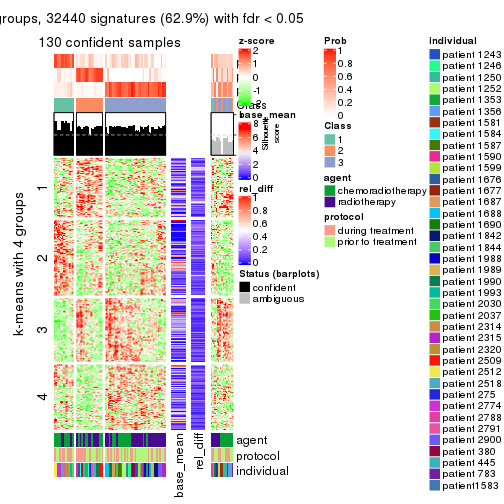 groups, 32440 signatures (62.9%) with fdr < 0.05
130 confident samples
k-means with 4 groups
1
2
3
4
Class
Silhouette
score
base_mean
rel_diff
agent
protocol
individual
z-score
2
1
0
-1
-2
base_mean
8
6
4
2
0
rel_diff
1
0.8
0.6
0.4
0.2
0
Status (barplots)
confident
ambiguous
Prob
1
0.8
0.6
0.4
0.2
0
Class
1
2
3
agent
chemoradiotherapy
radiotherapy
protocol
during treatment
prior to treatment
individual
patient 1243
patient 1246
patient 1250
patient 1252
patient 1353
patient 1356
patient 1581
patient 1584
patient 1587
patient 1590
patient 1599
patient 1676
patient 1677
patient 1687
patient 1688
patient 1690
patient 1842
patient 1844
patient 1988
patient 1989
patient 1990
patient 1993
patient 2030
patient 2037
patient 2314
patient 2315
patient 2320
patient 2509
patient 2512
patient 2518
patient 275
patient 2774
patient 2788
patient 2791
patient 2900
patient 380
patient 445
patient 783
patient1583